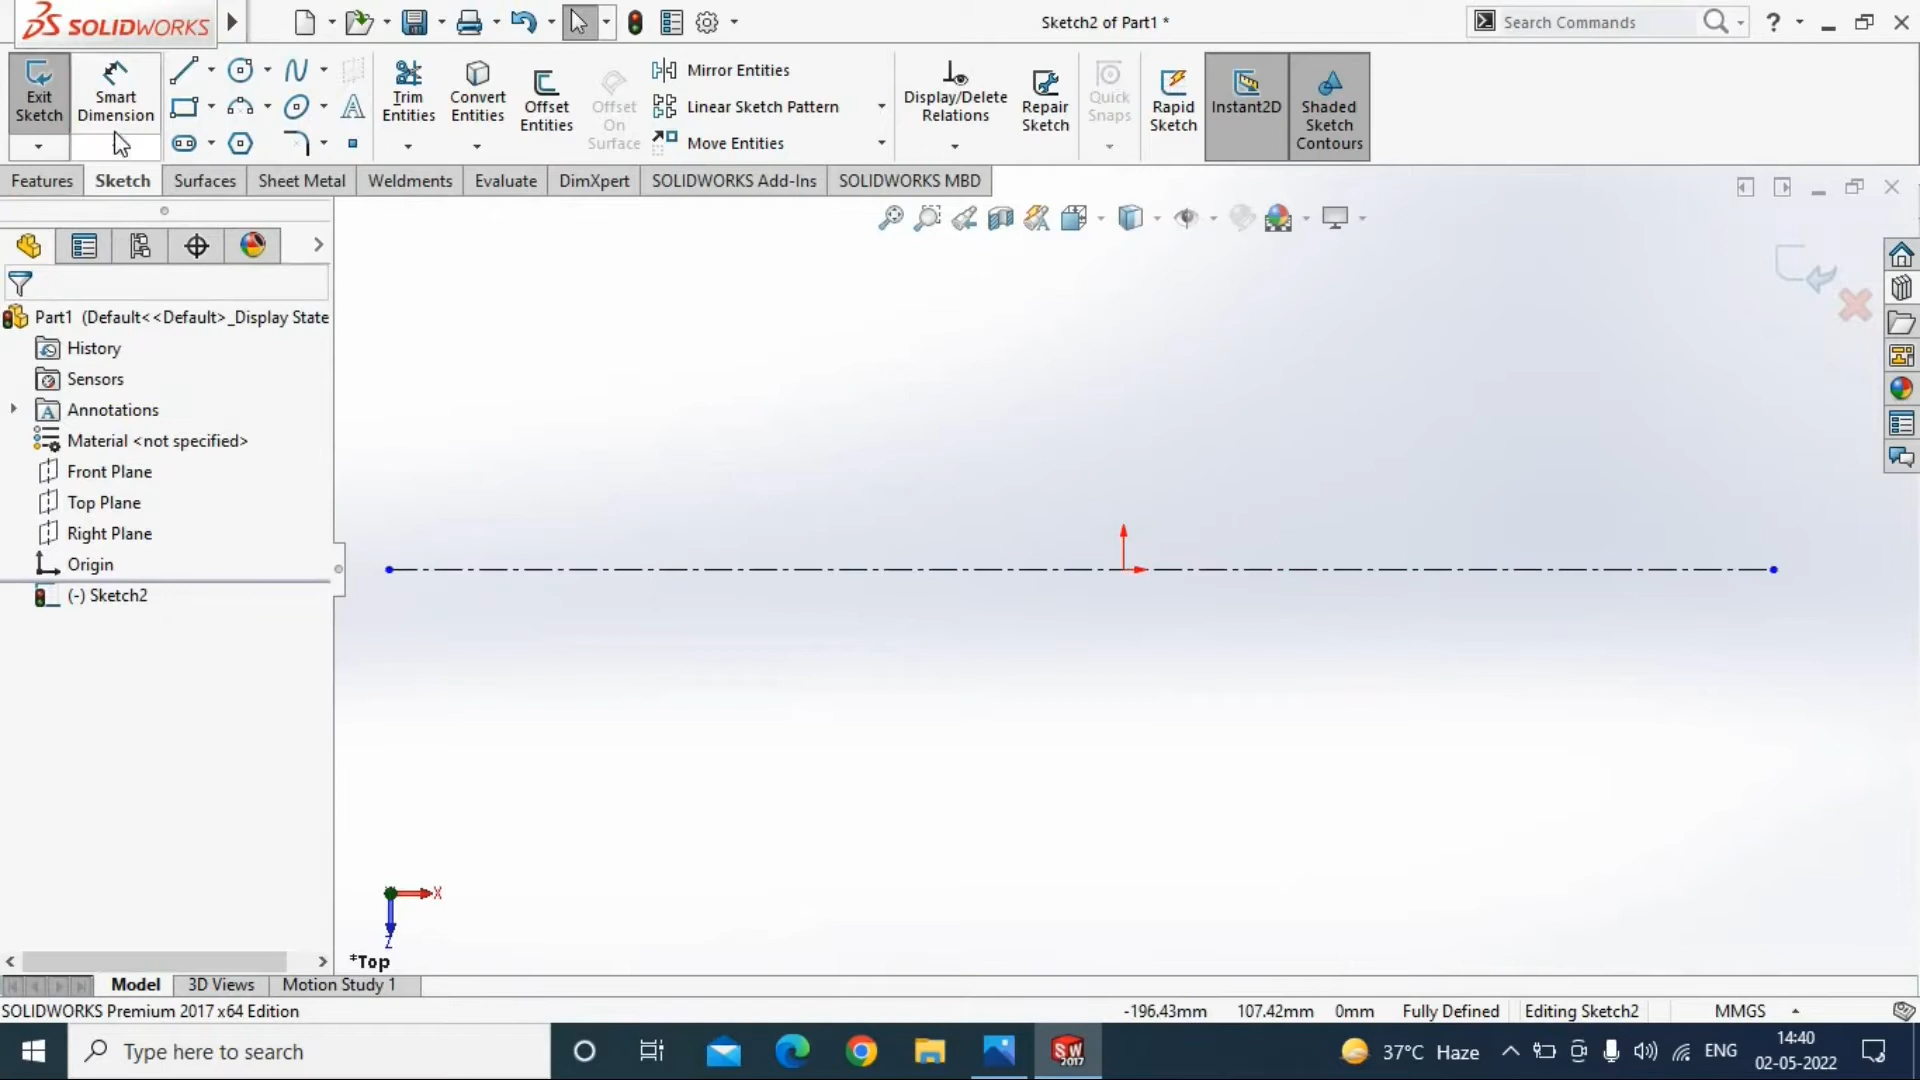 SOLIDWORKS
Sketch2 of Part1 *
Search Commands
?
Exit Sketch
Smart Dimension
Trim Entities
Convert Entities
Offset Entities
Offset On Surface
Mirror Entities
Linear Sketch Pattern
Move Entities
Display/Delete Relations
Repair Sketch
Quick Snaps
Rapid Sketch
Instant2D
Shaded Sketch Contours
Features
Sketch
Surfaces
Sheet Metal
Weldments
Evaluate
DimXpert
SOLIDWORKS Add-Ins
SOLIDWORKS MBD
Part1 (Default<<Default>_Display State
History
Sensors
Annotations
Material <not specified>
Front Plane
Top Plane
Right Plane
Origin
(-) Sketch2
X
Z
*Top
Model
3D Views
Motion Study 1
SOLIDWORKS Premium 2017 x64 Edition
-196.43mm
107.42mm
0mm
Fully Defined
Editing Sketch2
MMGS
Type here to search
SW
2017
37°C Haze
ENG
14:40
02-05-2022